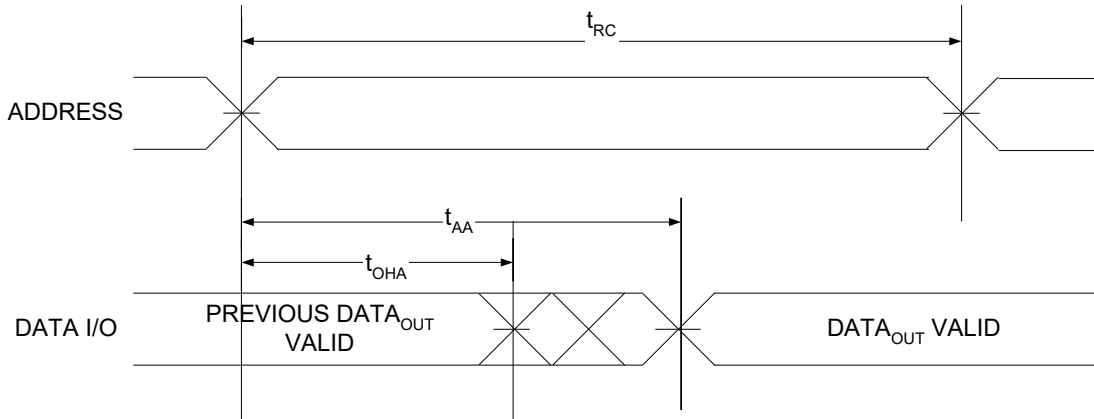 tRC
ADDRESS
tAA
tOHA
DATA I/O
PREVIOUS DATAOUT
VALID
DATAOUT VALID